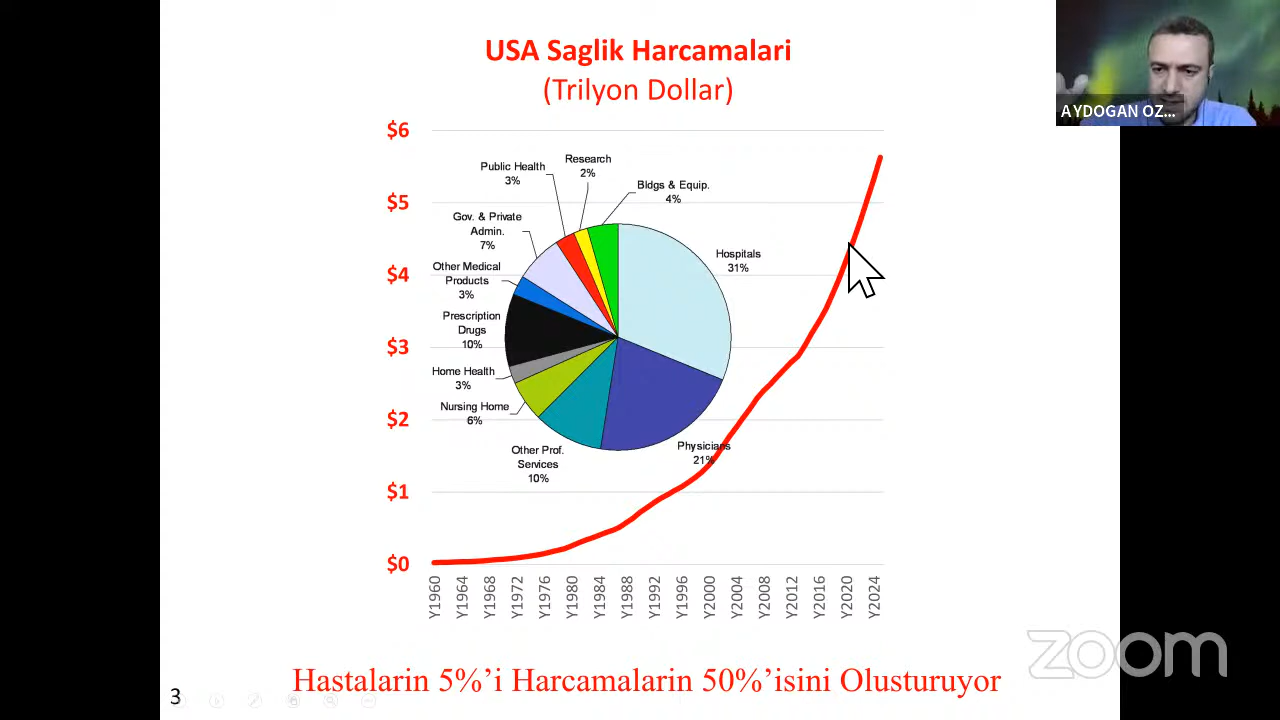 USA Saglik Harcamalari
(Trilyon Dollar)
AYDOGAN OZ...
$6
$5
$4
$3
$2
$1
$0
Research
2%
Public Health
3%
Bldgs & Equip.
4%
Gov. & Private
Admin.
7%
Hospitals
31%
Other Medical
Products
3%
Prescription
Drugs
10%
Home Health
3%
Nursing Home
6%
Other Prof.
Services
10%
Physicians
21%
Y1960
Y1964
Y1968
Y1972
Y1976
Y1980
Y1984
Y1988
Y1992
Y1996
Y2000
Y2004
Y2008
Y2012
Y2016
Y2020
Y2024
zoom
Hastalarin 5%’i Harcamalarin 50%’isini Olusturuyor
3